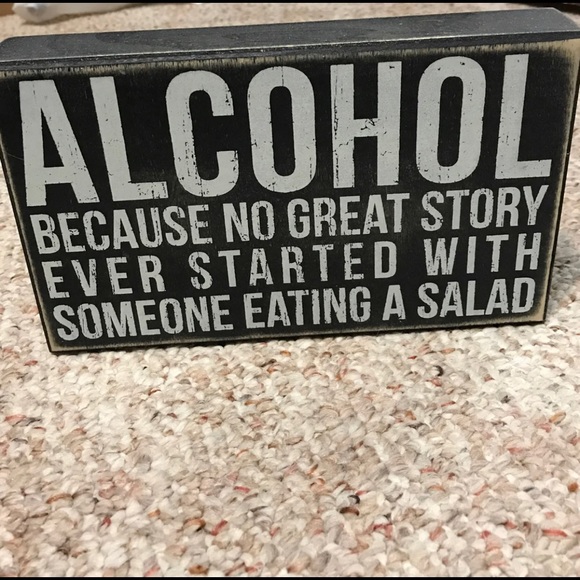 ALCOHOL
BECAUSE NO GREAT STORY
EVER STARTED WITH
SOMEONE EATING A SALAD